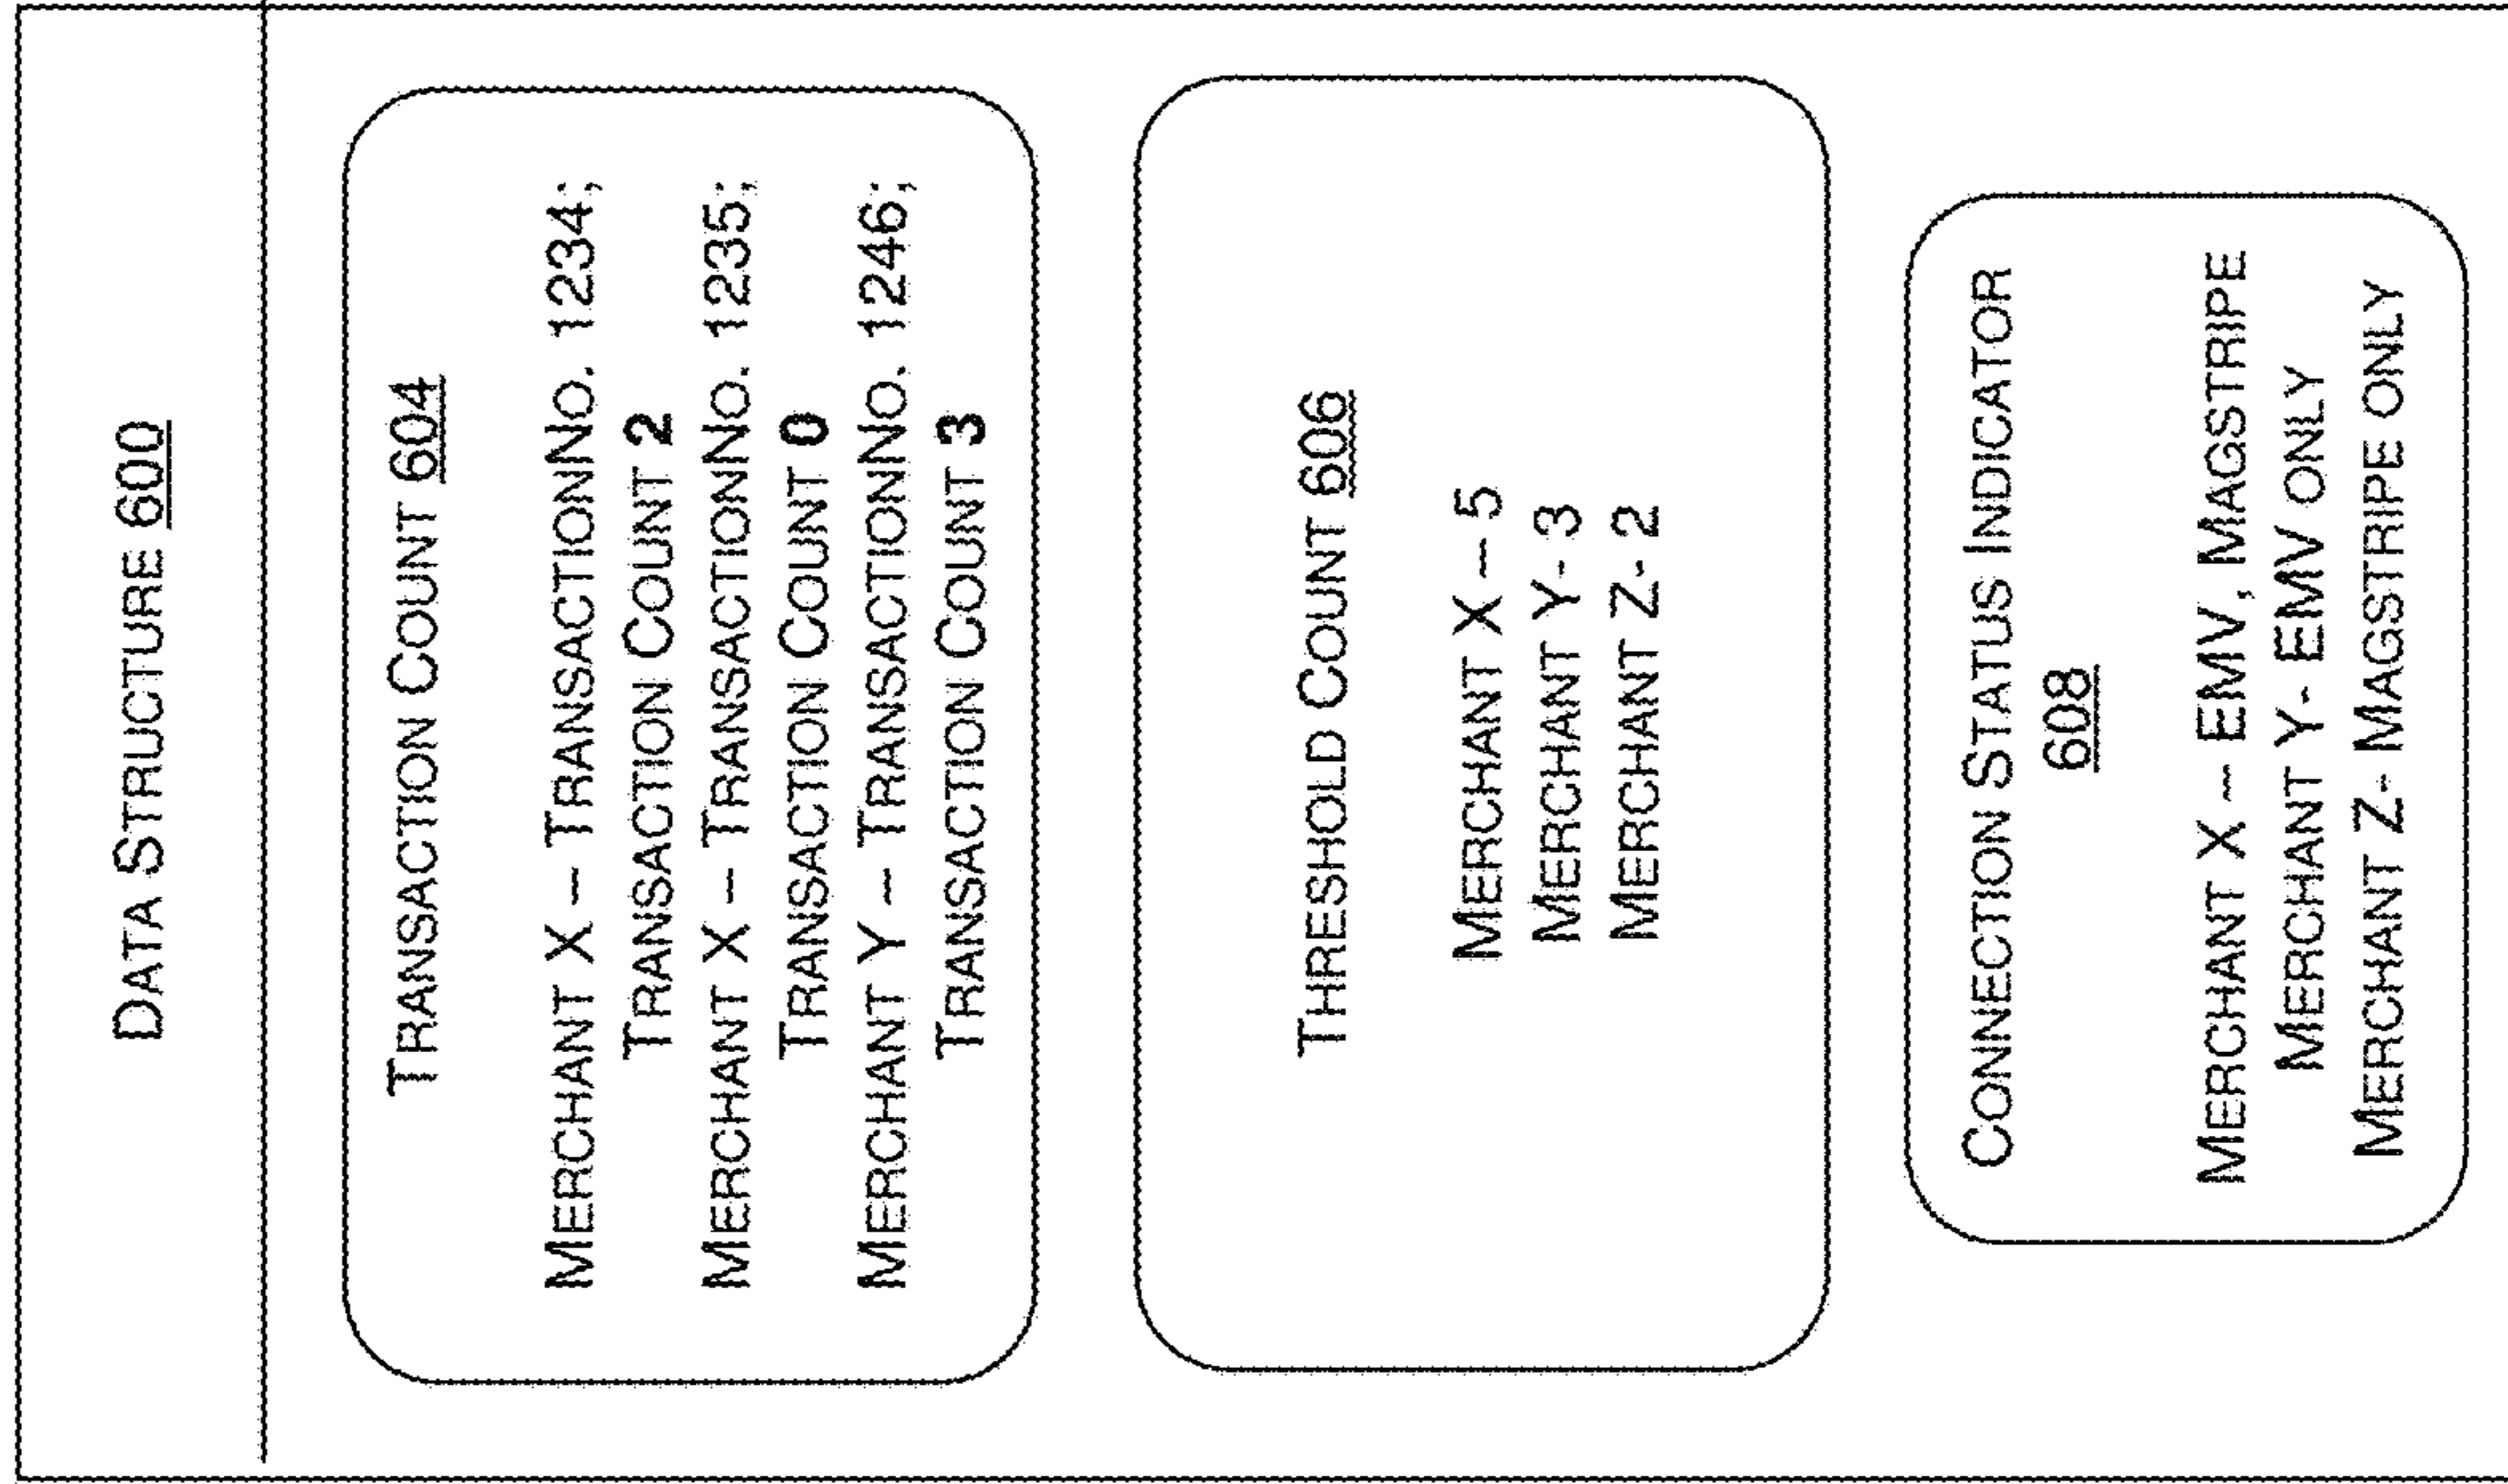 DATA STRUCTURE 600
TRANSACTION COUNT 604
MERCHANT X – TRANSACTIONNO. 1234;
TRANSACTION COUNT 2
MERCHANT X – TRANSACTIONNO. 1235;
TRANSACTION COUNT 0
MERCHANT Y – TRANSACTIONNO. 1246;
TRANSACTION COUNT 3
THRESHOLD COUNT 606
MERCHANT X – 5
MERCHANT Y- 3
MERCHANT Z- 2
CONNECTION STATUS INDICATOR
608
MERCHANT X – EMV, MAGSTRIPE
MERCHANT Y- EMV ONLY
MERCHANT Z- MAGSTRIPE ONLY